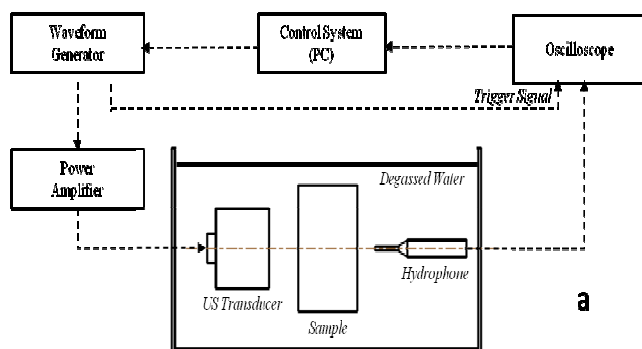 Waveform
Generator
Control System
(PC)
Oscilloscope
Trigger Signal
Power
Amplifier
Degassed Water
US Transducer
Sample
Hydrophone
a